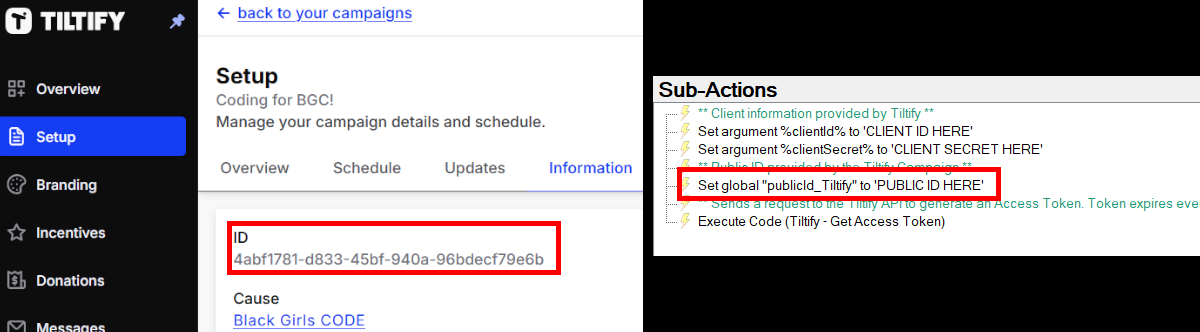 TILTIFY
Overview
Setup
Branding
Incentives
Donations
Messages
← back to your campaigns
Setup
Coding for BGC!
Manage your campaign details and schedule.
Overview Schedule Updates Information
ID
4abf1781-d833-45bf-940a-96bdecf79e6b
Cause
Black Girls CODE
Sub-Actions
** Client information provided by Tiltify **
Set argument %clientId% to 'CLIENT ID HERE'
Set argument %clientSecret% to 'CLIENT SECRET HERE'
** Public ID provided by the Tiltify Campaign **
Set global "publicId_Tiltify" to 'PUBLIC ID HERE'
** Sends a request to the Tiltify API to generate an Access Token. Token expires eve
Execute Code (Tiltify - Get Access Token)